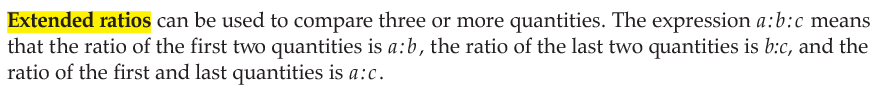 Extended ratios can be used to compare three or more quantities. The expression a:b:c means
that the ratio of the first two quantities is a:b, the ratio of the last two quantities is b:c, and the
ratio of the first and last quantities is a:c.